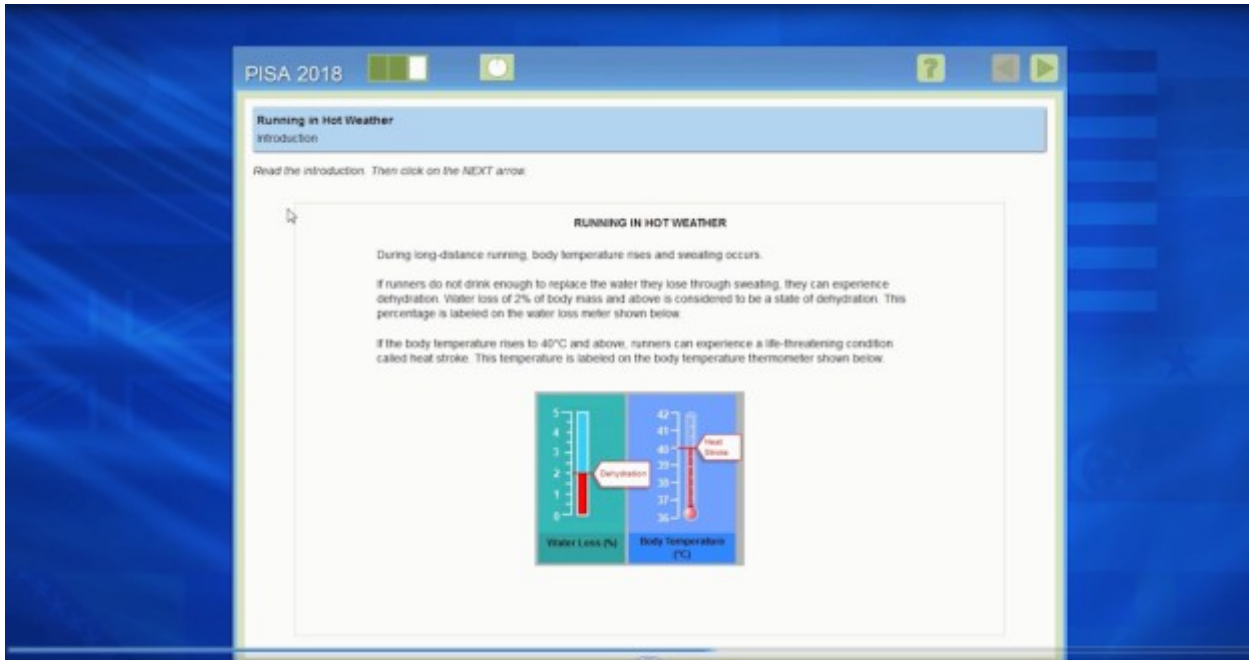 PISA 2018
?
Running in Hot Weather
Introduction
Read the introduction. Then click on the NEXT arrow.
RUNNING IN HOT WEATHER
During long-distance running, body temperature rises and sweating occurs.
If runners do not drink enough to replace the water they lose through sweating, they can experience
dehydration. Water loss of 2% of body mass and above is considered to be a state of dehydration. This
percentage is labeled on the water loss meter shown below.
If the body temperature rises to 40°C and above, runners can experience a life-threatening condition
called heat stroke. This temperature is labeled on the body temperature thermometer shown below.
5
4
3
2
1
0
Dehydration
Water Loss (%)
42
41
40
39
38
37
36
Heat
Stroke
Body Temperature
(°C)